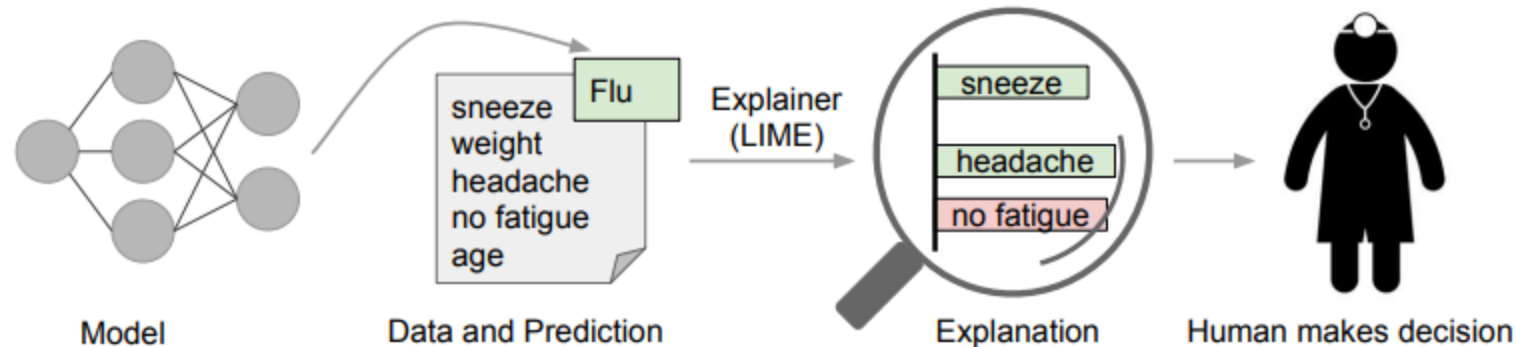 Flu
sneeze
weight
headache
no fatigue
age
Explainer
(LIME)
sneeze
headache
no fatigue
Model
Data and Prediction
Explanation
Human makes decision